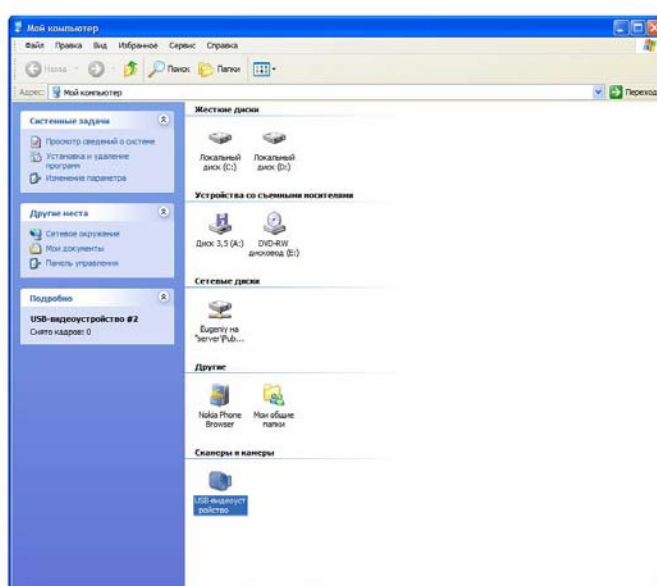 Мой компьютер
Файл Правка Вид Избранное Сервис Справка
Назад Поиск Папки
Адрес: Мой компьютер Переход
Системные задачи
Просмотр сведений о системе
Установка и удаление
программ
Изменение параметра
Другие места
Сетевое окружение
Мои документы
Панель управления
Подробно
USB-видеоустройство #2
Снято кадров: 0
Жесткие диски
Локальный
диск (C:)
Локальный
диск (D:)
Устройства со съемными носителями
Диск 3,5 (A:)
DVD-RW
дисковод (E:)
Сетевые диски
Eugeniy на
"server\Pub...
Другие
Nokia Phone
Browser
Мои общие
папки
Сканеры и камеры
USB-видеоуст
ройство